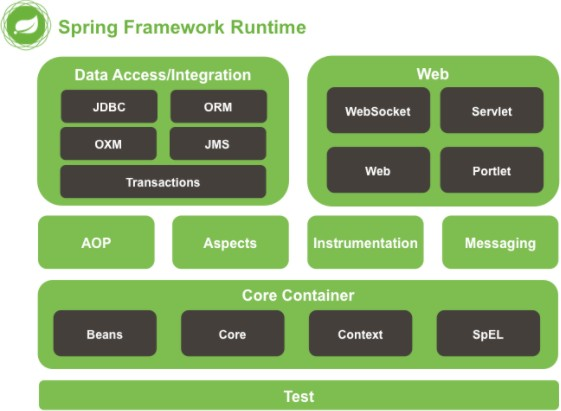 Spring Framework Runtime
Data Access/Integration
JDBC
ORM
OXM
JMS
Transactions
Web
WebSocket
Servlet
Web
Portlet
AOP
Aspects
Instrumentation
Messaging
Core Container
Beans
Core
Context
SpEL
Test